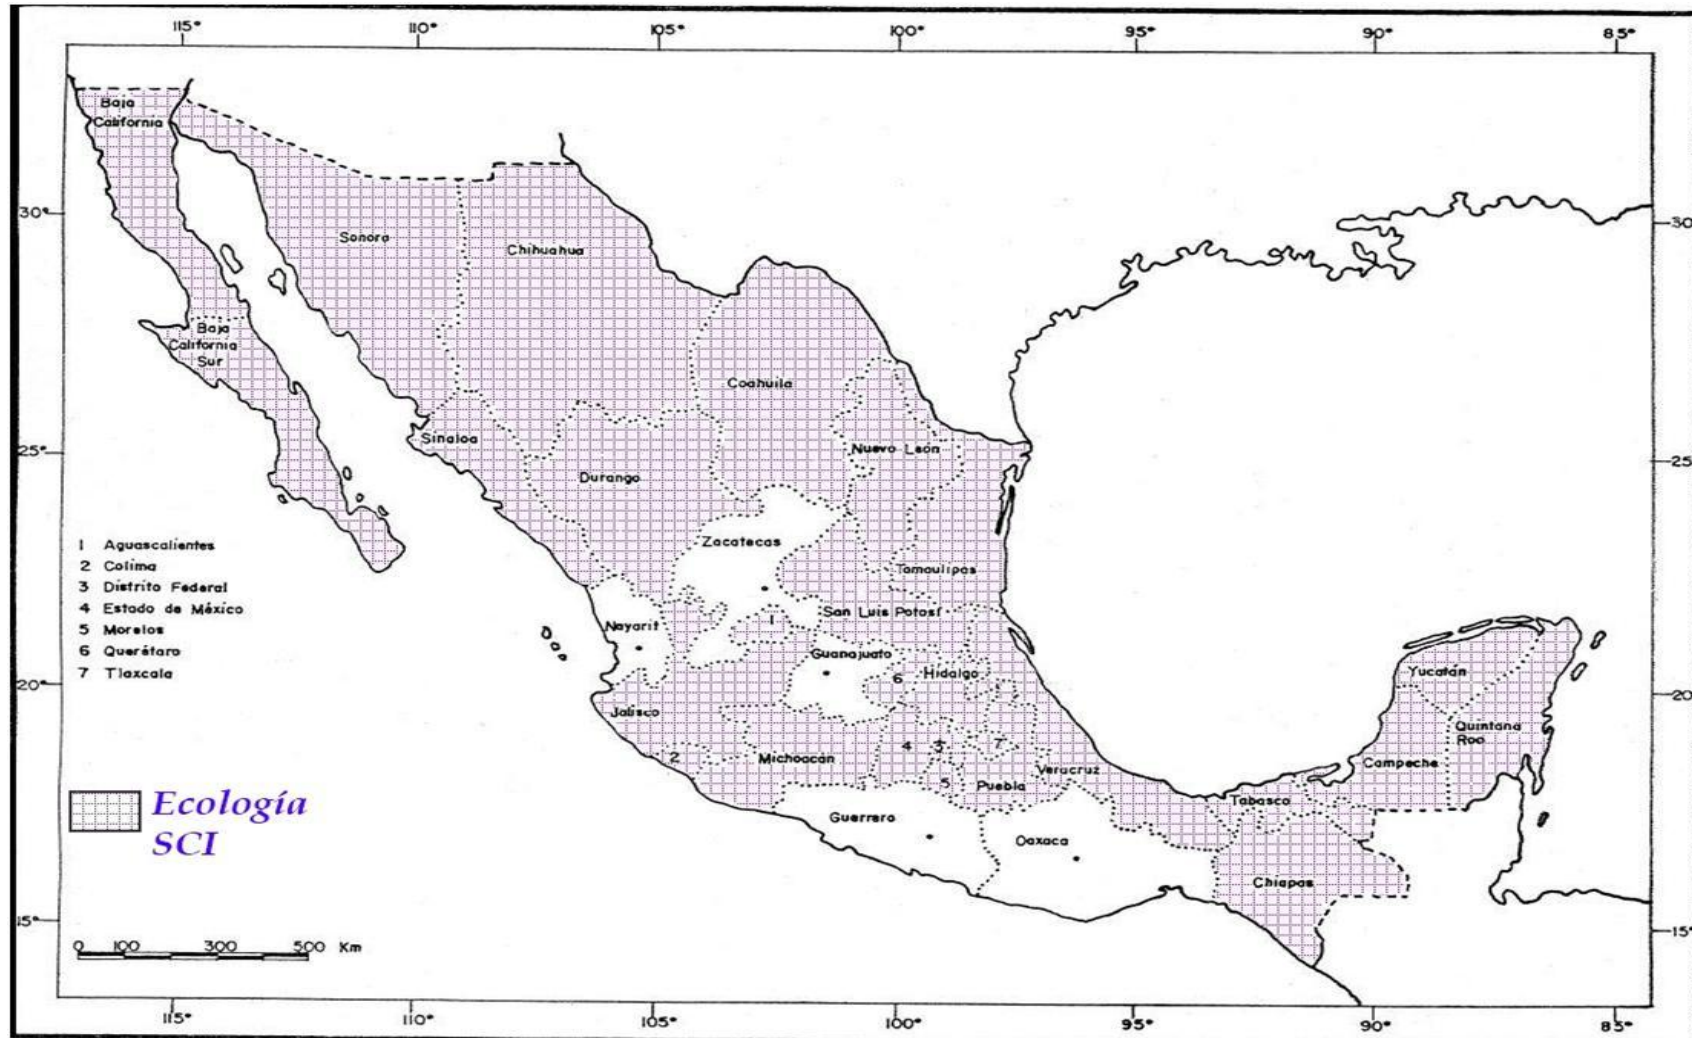 115°
110°
105°
100°
95°
90°
85°
Baja
California
30°
30°
Sonora
Chihuahua
Baja
California
Sur
Coahuila
Sinaloa
Nuevo León
25°
25°
Durango
Zacatecas
1 Aguascalientes
2 Colima
3 Distrito Federal
4 Estado de México
5 Morelos
6 Querétaro
7 Tlaxcala
Tamaulipas
San Luis Potosí
1
Nayarit
Guanajuato
Hidalgo
6
Yucatán
20°
20°
Jalisco
Quintana
Roo
4
3
7
2
Michoacán
Veracruz
Campeche
5
Puebla
Tabasco
Ecología
SCI
Guerrero
Oaxaca
Chiapas
15°
15°
0 100 300 500 Km
115°
110°
105°
100°
95°
90°
85°